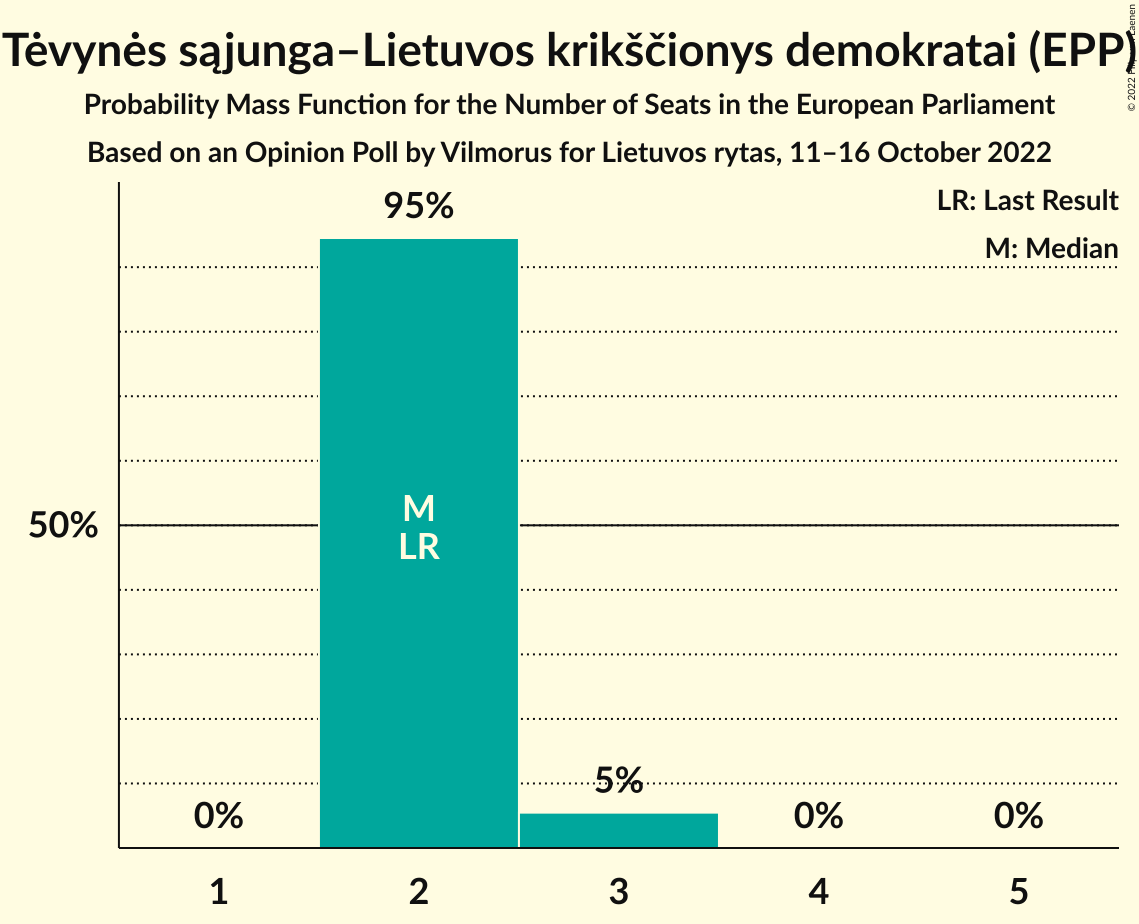 Tėvynės sąjunga–Lietuvos krikščionys demokratai (EPP)
Probability Mass Function for the Number of Seats in the European Parliament
Based on an Opinion Poll by Vilmorus for Lietuvos rytas, 11–16 October 2022
LR: Last Result
M: Median
95%
50%
M
LR
5%
0%
0%
0%
1
2
3
4
5
© 2022 Laenen